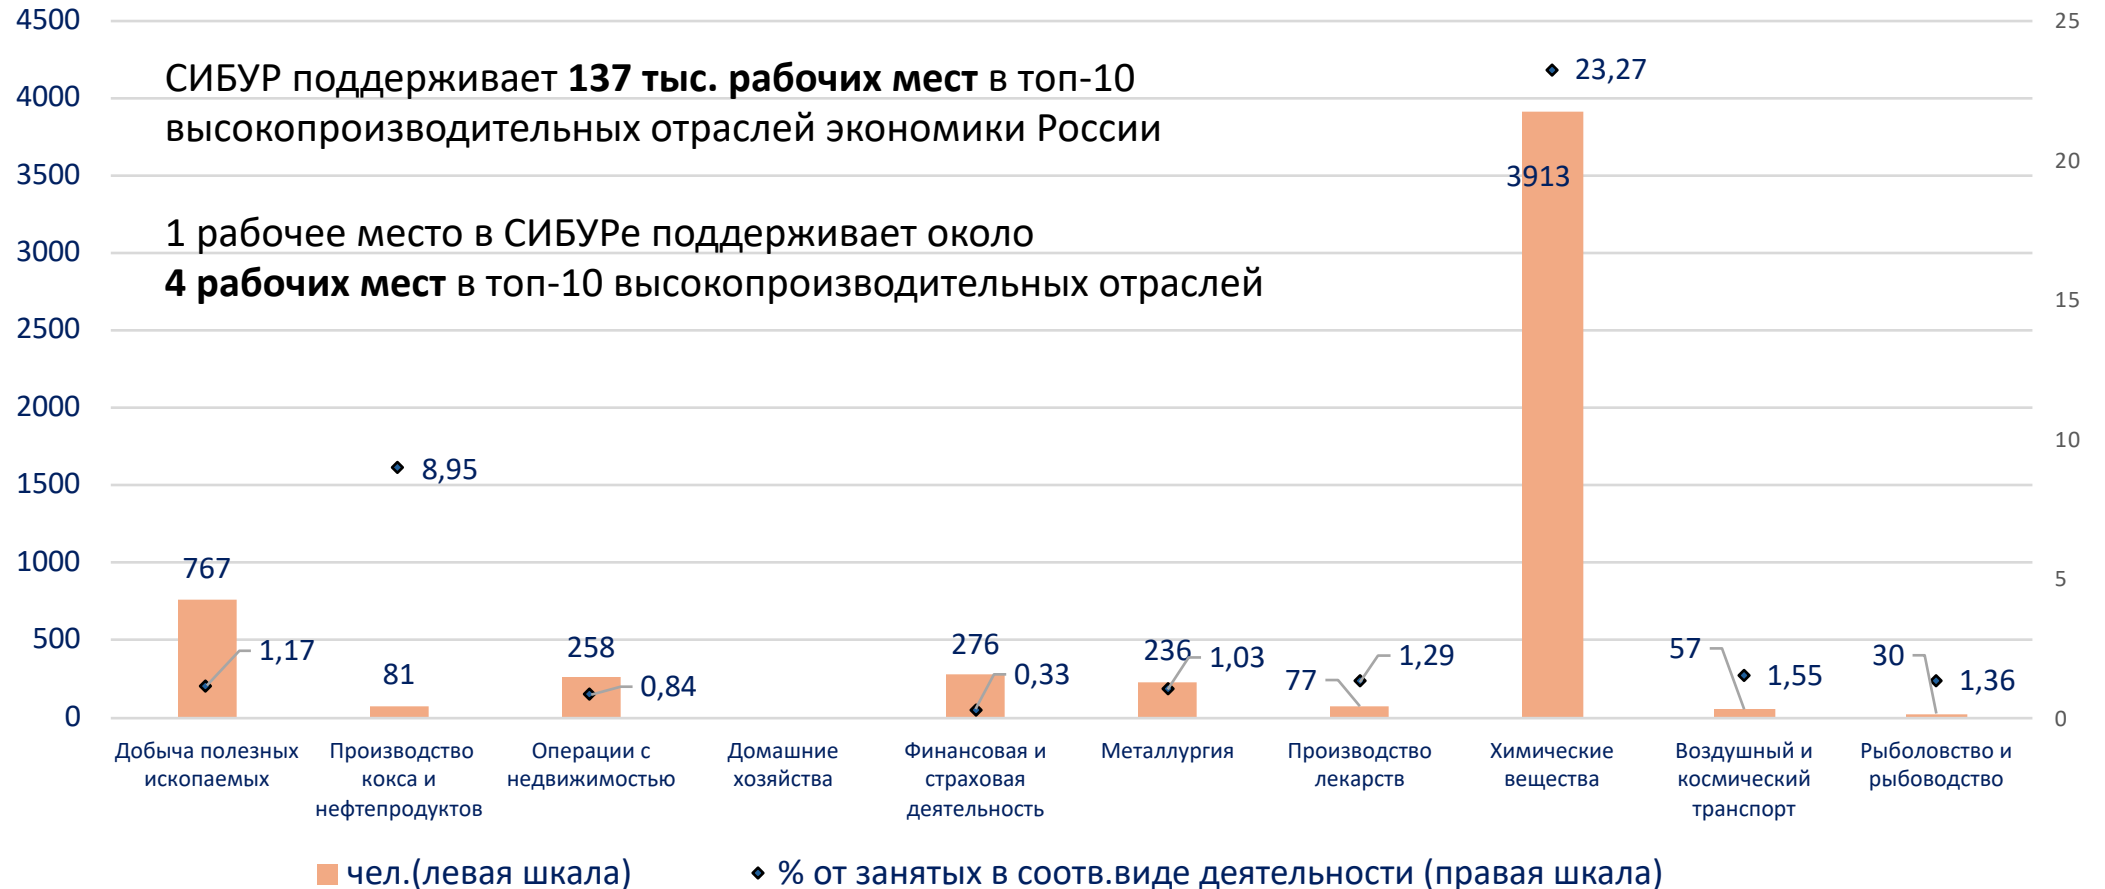 4500
4000
3500
3000
2500
2000
1500
1000
500
0
25
20
15
10
5
0
СИБУР поддерживает 137 тыс. рабочих мест в топ-10
высокопроизводительных отраслей экономики России
1 рабочее место в СИБУРе поддерживает около
4 рабочих мест в топ-10 высокопроизводительных отраслей
23,27
3913
8,95
767
1,17
81
258
0,84
276
0,33
236
1,03
77
1,29
57
1,55
30
1,36
Добыча полезных
ископаемых
Производство
кокса и
нефтепродуктов
Операции с
недвижимостью
Домашние
хозяйства
Финансовая и
страховая
деятельность
Металлургия
Производство
лекарств
Химические
вещества
Воздушный и
космический
транспорт
Рыболовство и
рыбоводство
чел.(левая шкала)
% от занятых в соотв.виде деятельности (правая шкала)